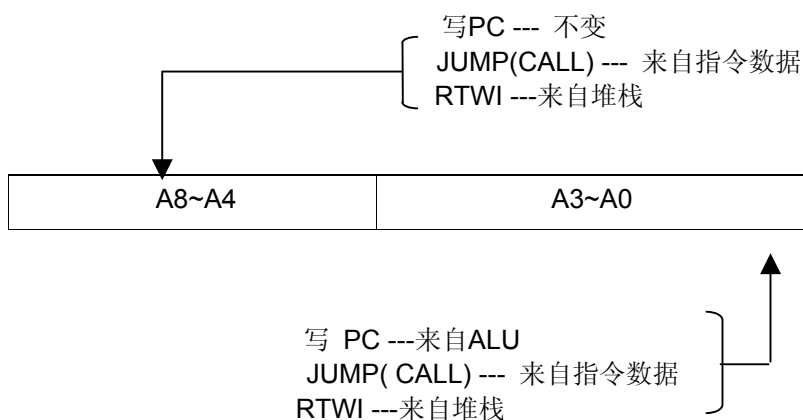 写PC --- 不变
JUMP(CALL) --- 来自指令数据
RTWI ---来自堆栈
A8~A4
A3~A0
写 PC ---来自ALU
JUMP( CALL) --- 来自指令数据
RTWI ---来自堆栈